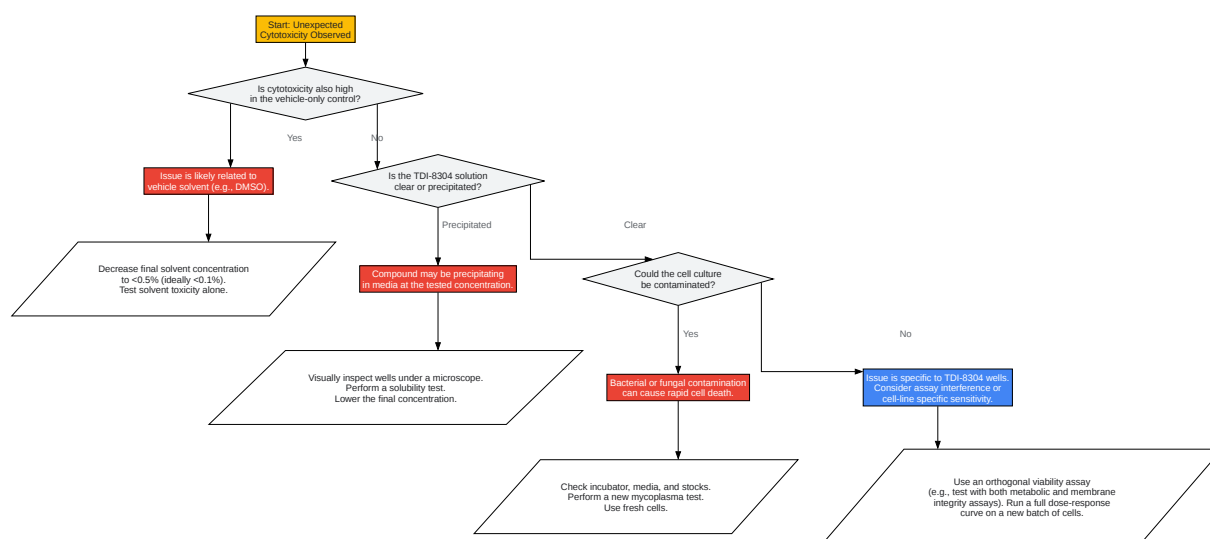 Start: Unexpected
Cytotoxicity Observed
Is cytotoxicity also high
in the vehicle-only control?
Yes
No
Issue is likely related to
vehicle solvent (e.g., DMSO).
Is the TDI-8304 solution
clear or precipitated?
Precipitated
Clear
Decrease final solvent concentration
to <0.5% (ideally <0.1%).
Test solvent toxicity alone.
Compound may be precipitating
in media at the tested concentration.
Could the cell culture
be contaminated?
Yes
No
Visually inspect wells under a microscope.
Perform a solubility test.
Lower the final concentration.
Bacterial or fungal contamination
can cause rapid cell death.
Issue is specific to TDI-8304 wells.
Consider assay interference or
cell-line specific sensitivity.
Check incubator, media, and stocks.
Perform a new mycoplasma test.
Use fresh cells.
Use an orthogonal viability assay
(e.g., test with both metabolic and membrane
integrity assays). Run a full dose-response
curve on a new batch of cells.